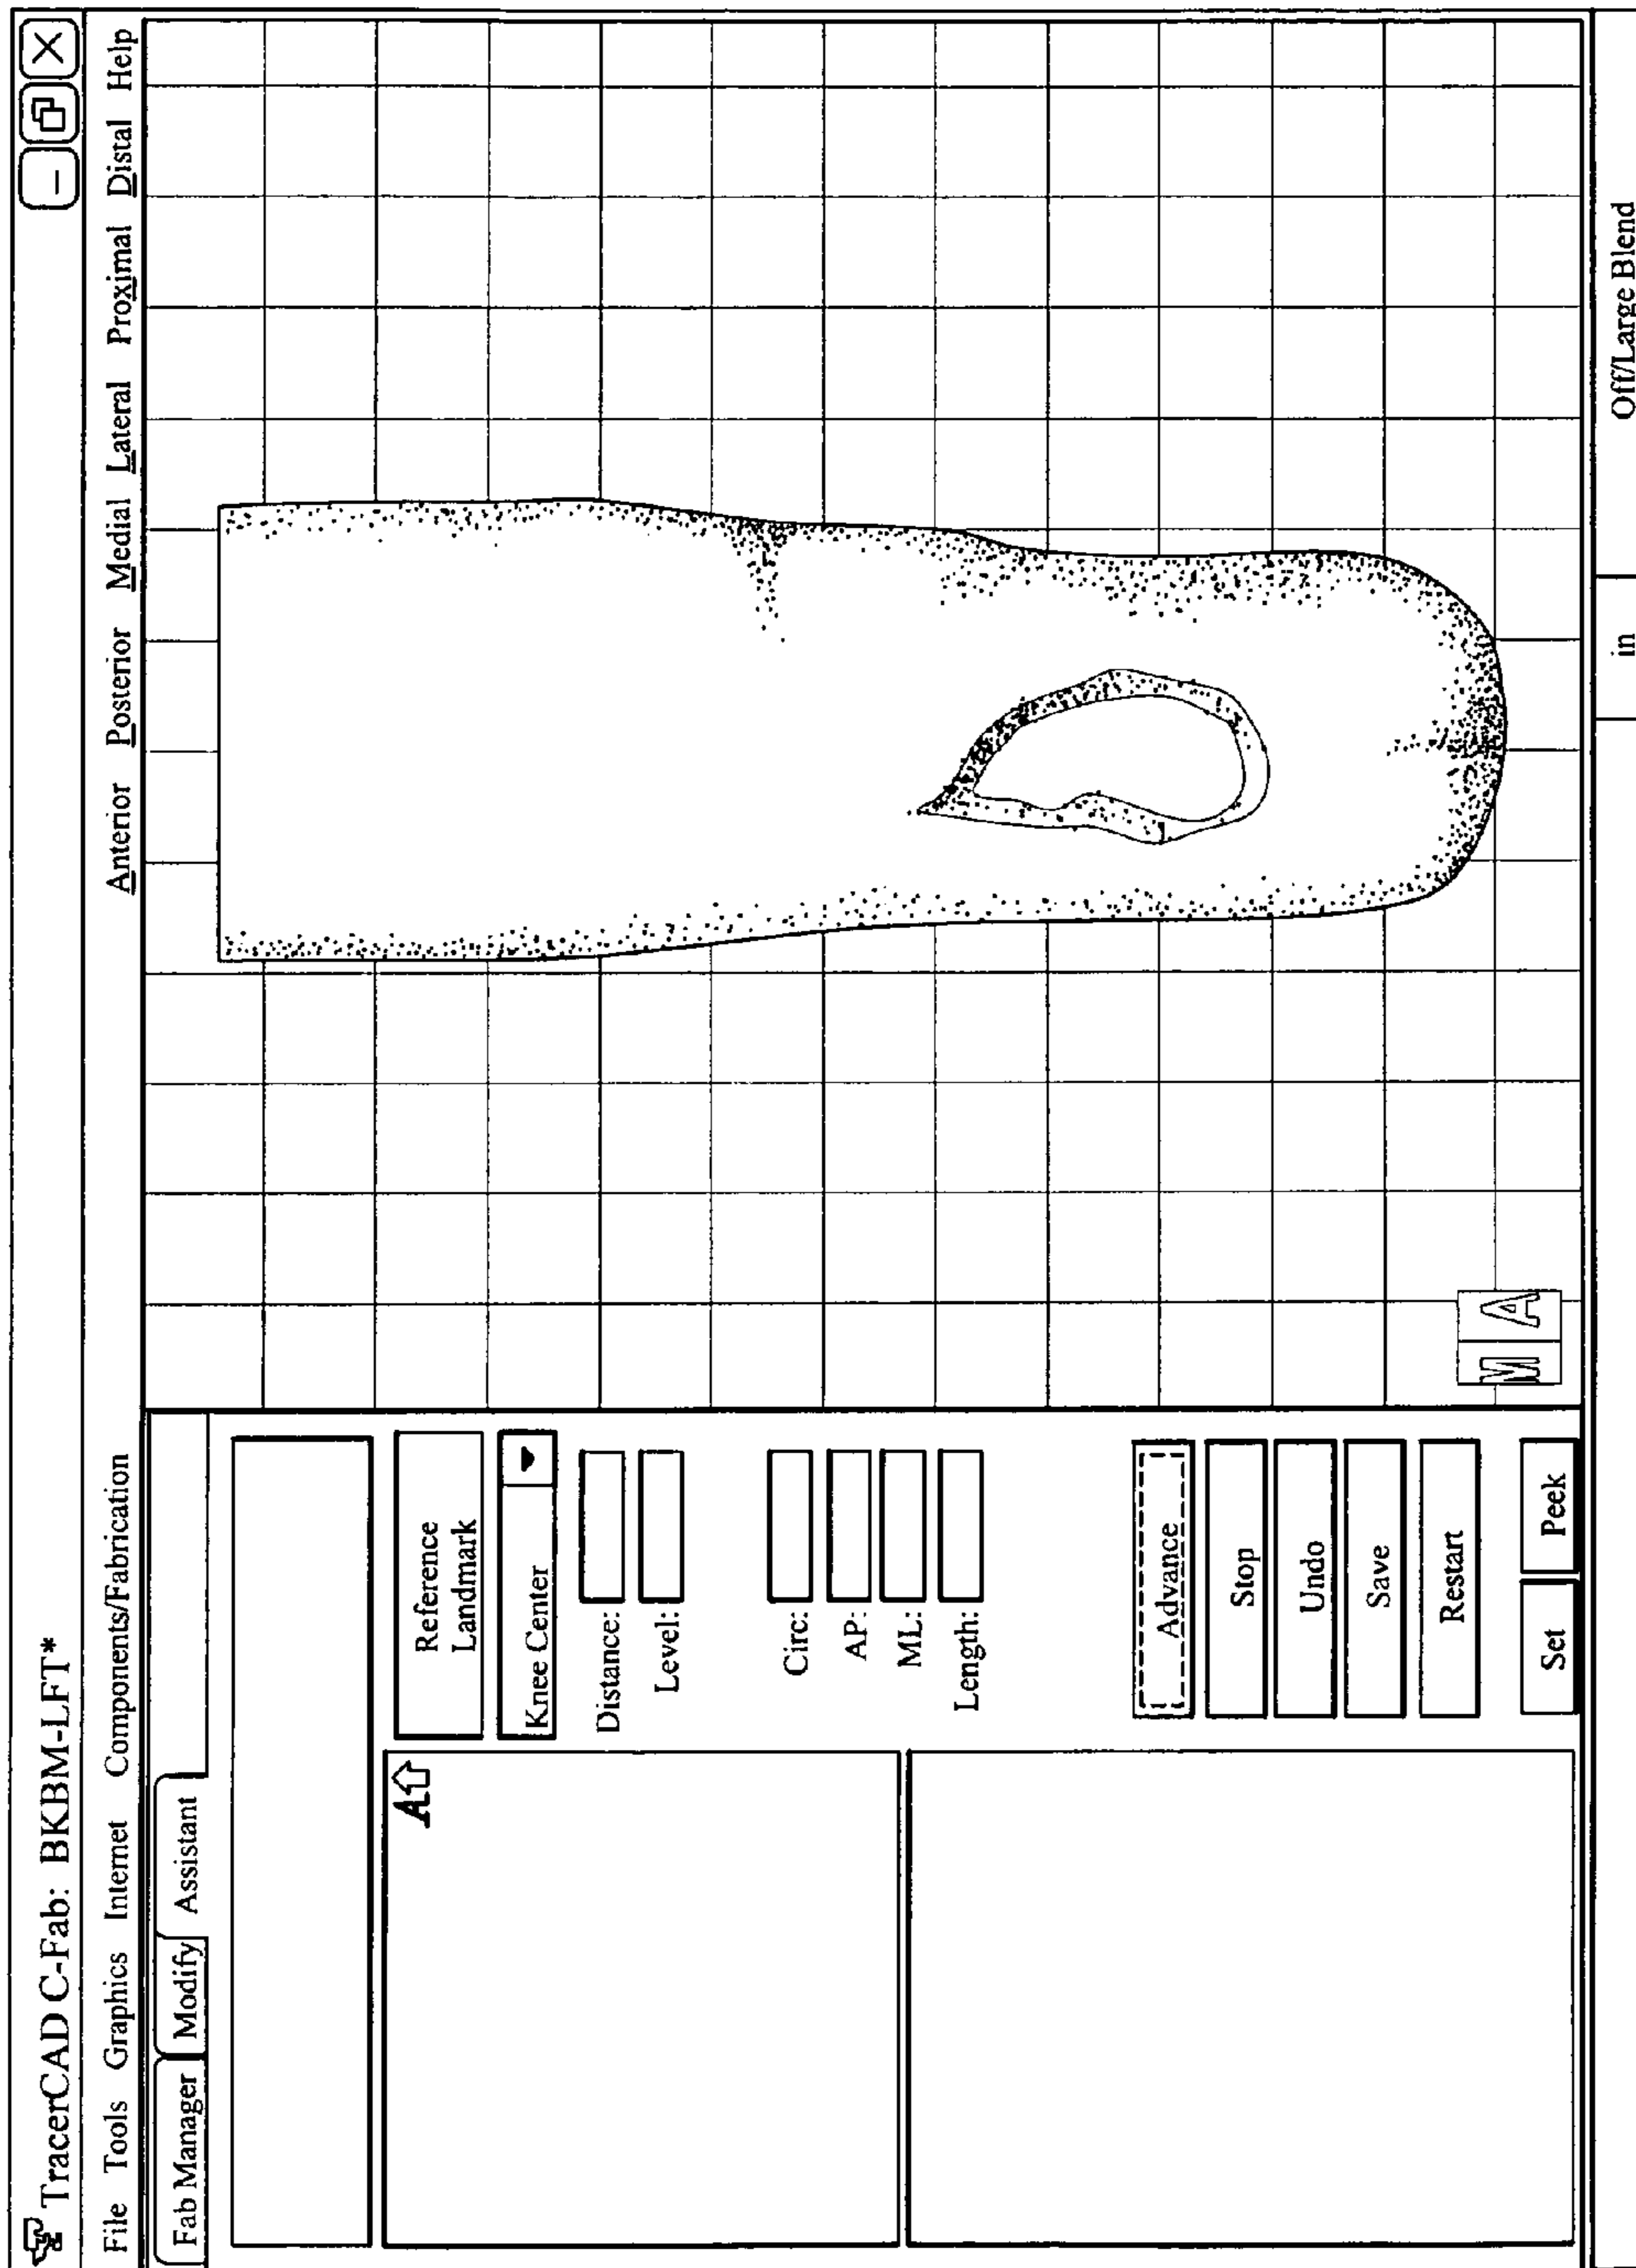 TracerCAD C-Fab: BKBM-LFT*
File Tools Graphics Internet Components/Fabrication Anterior Posterior Medial Lateral Proximal Distal Help
Fab Manager Modify Assistant
Reference
Landmark
Knee Center
Distance:
Level:
Circ:
AP:
ML:
Length:
Advance
Stop
Undo
Save
Restart
Set Peek
A
M A
in Off/Large Blend